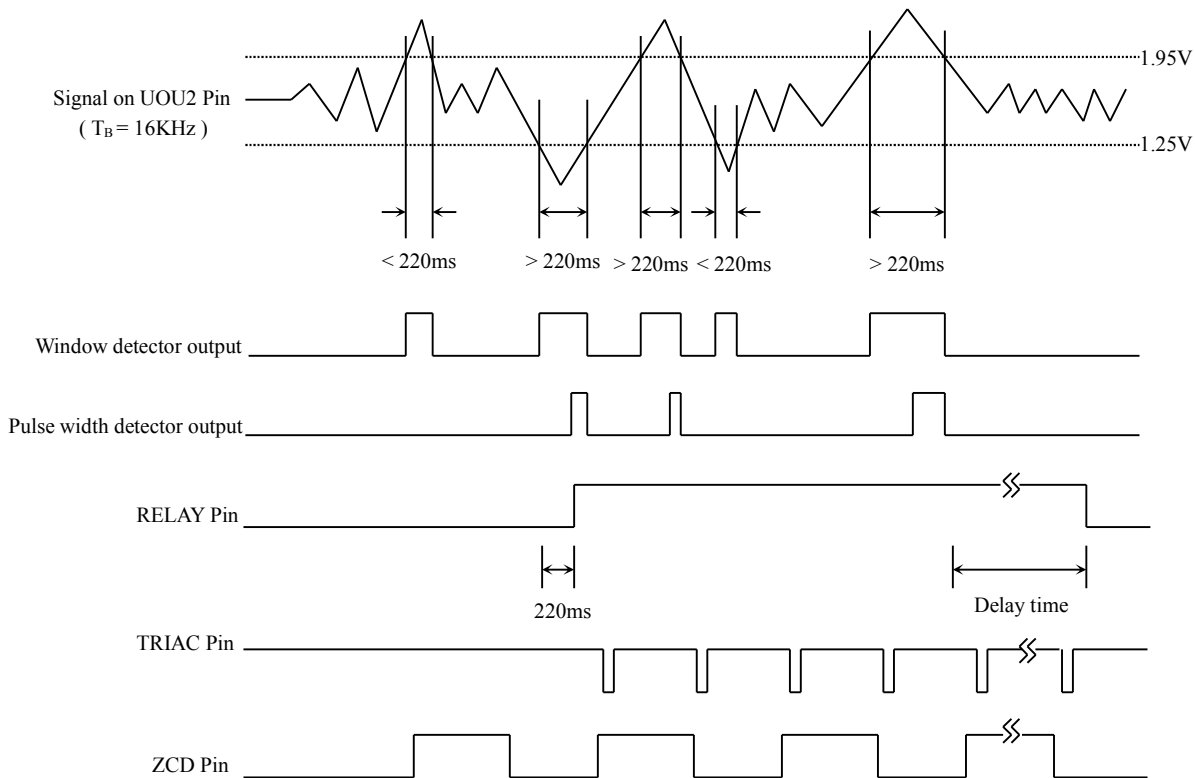 1.95V
Signal on UOU2 Pin
( TB = 16KHz )
1.25V
< 220ms > 220ms > 220ms < 220ms > 220ms
Window detector output
Pulse width detector output
RELAY Pin
220ms
Delay time
TRIAC Pin
ZCD Pin